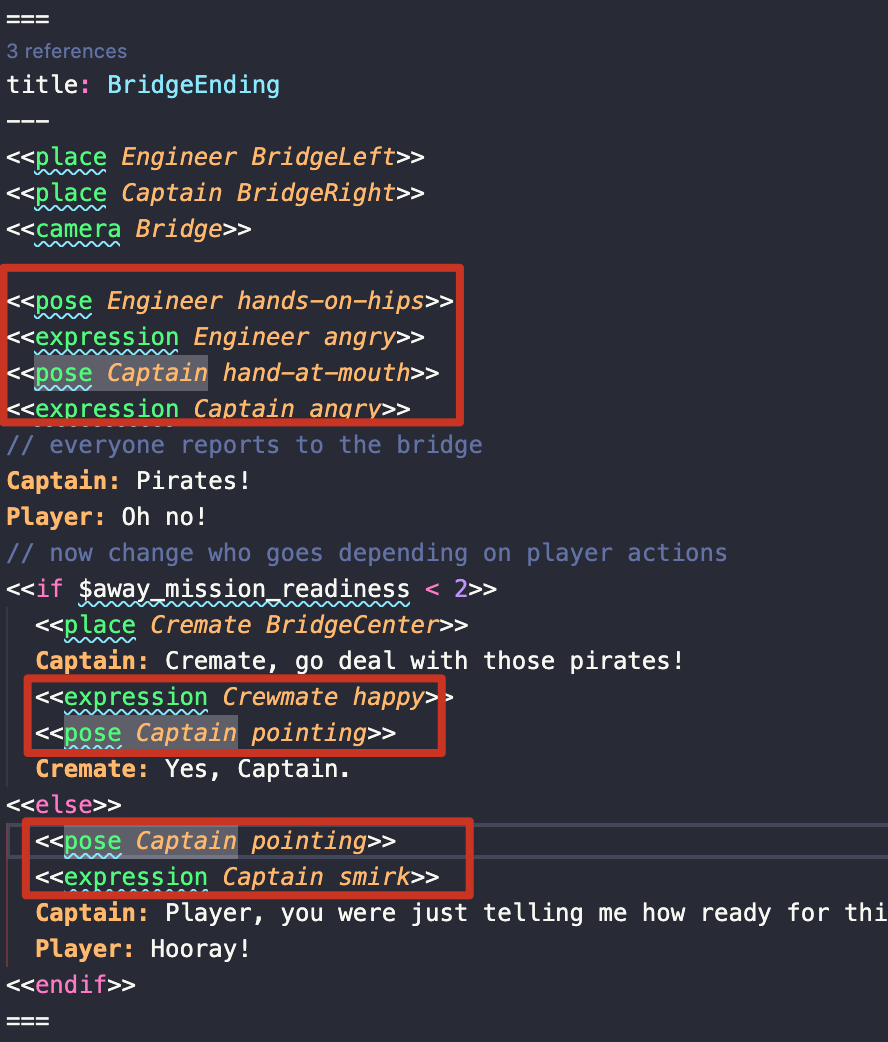 ===
3 references
title: BridgeEnding
---
<<place Engineer BridgeLeft>>
<<place Captain BridgeRight>>
<<camera Bridge>>
<<pose Engineer hands-on-hips>>
<<expression Engineer angry>>
<<pose Captain hand-at-mouth>>
<<expression Captain angry>>
// everyone reports to the bridge
Captain: Pirates!
Player: Oh no!
// now change who goes depending on player actions
<<if $away_mission_readiness < 2>>
<<place Cremate BridgeCenter>>
Captain: Cremate, go deal with those pirates!
<<expression Crewmate happy>>
<<pose Captain pointing>>
Cremate: Yes, Captain.
<<else>>
<<pose Captain pointing>>
<<expression Captain smirk>>
Captain: Player, you were just telling me how ready for thi
Player: Hooray!
<<endif>>
===